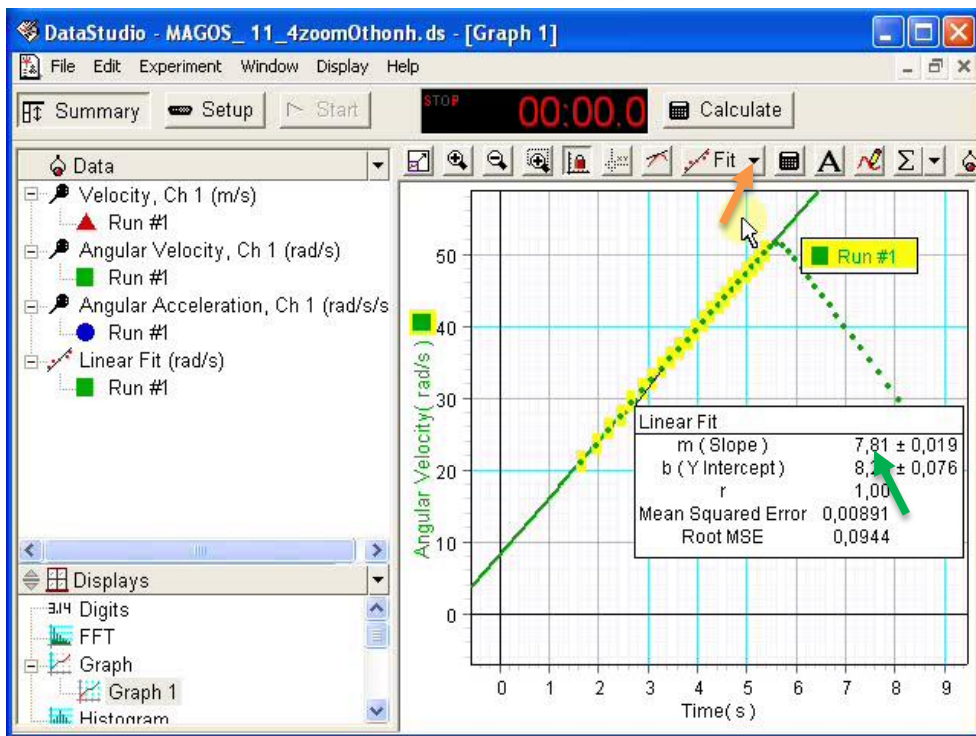 DataStudio - MAGOS_ 11_4zoomOthonh.ds - [Graph 1]
File Edit Experiment Window Display Help
Summary Setup Start STOP 00:00.0 Calculate
Data
Fit A Σ
Velocity, Ch 1 (m/s)
Run #1
Angular Velocity, Ch 1 (rad/s)
Run #1
Angular Acceleration, Ch 1 (rad/s/s
Run #1
Linear Fit (rad/s)
Run #1
Displays
3.14 Digits
FFT
Graph
Graph 1
Histogram
Angular Velocity( rad/s )
50
40
30
20
10
0
Run #1
Linear Fit
m ( Slope ) 7,81 ± 0,019
b ( Y Intercept ) ± 0,076
r 1,00
Mean Squared Error 0,00891
Root MSE 0,0944
0 1 2 3 4 5 6 7 8 9
Time( s )